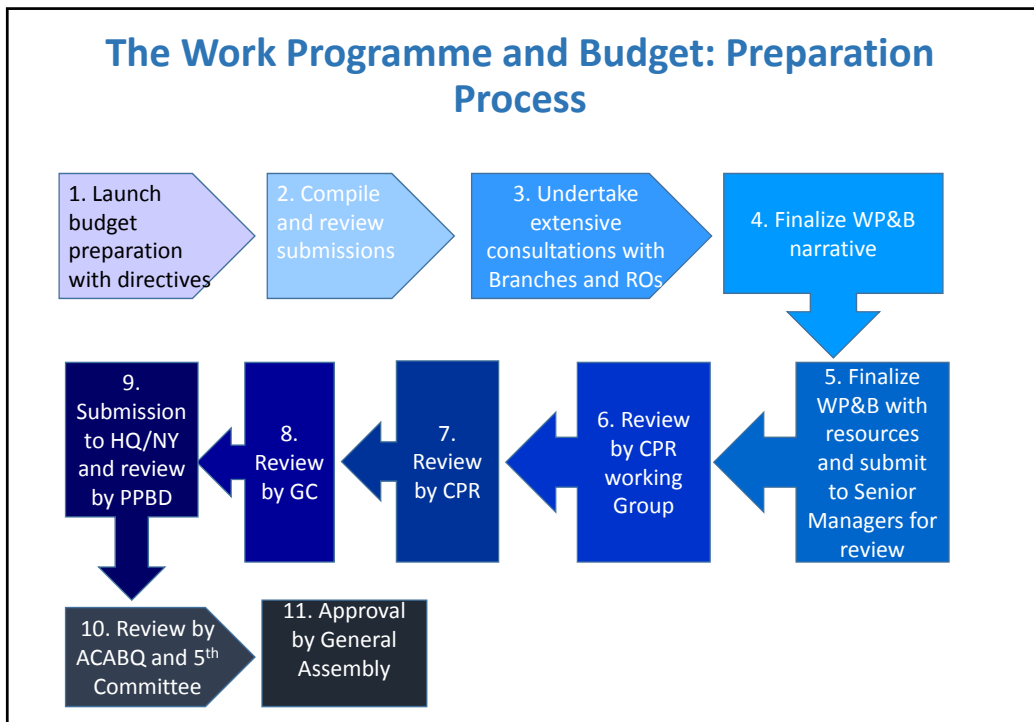 The Work Programme and Budget: Preparation
Process
1. Launch
budget
preparation
with directives
2. Compile
and review
submissions
3. Undertake
extensive
consultations with
Branches and ROs
4. Finalize WP&B
narrative
5. Finalize
WP&B with
resources
and submit
to Senior
Managers for
review
6. Review
by CPR
working
Group
7.
Review
by CPR
8.
Review
by GC
9.
Submission
to HQ/NY
and review
by PPBD
10. Review by
ACABQ and 5th
Committee
11. Approval
by General
Assembly